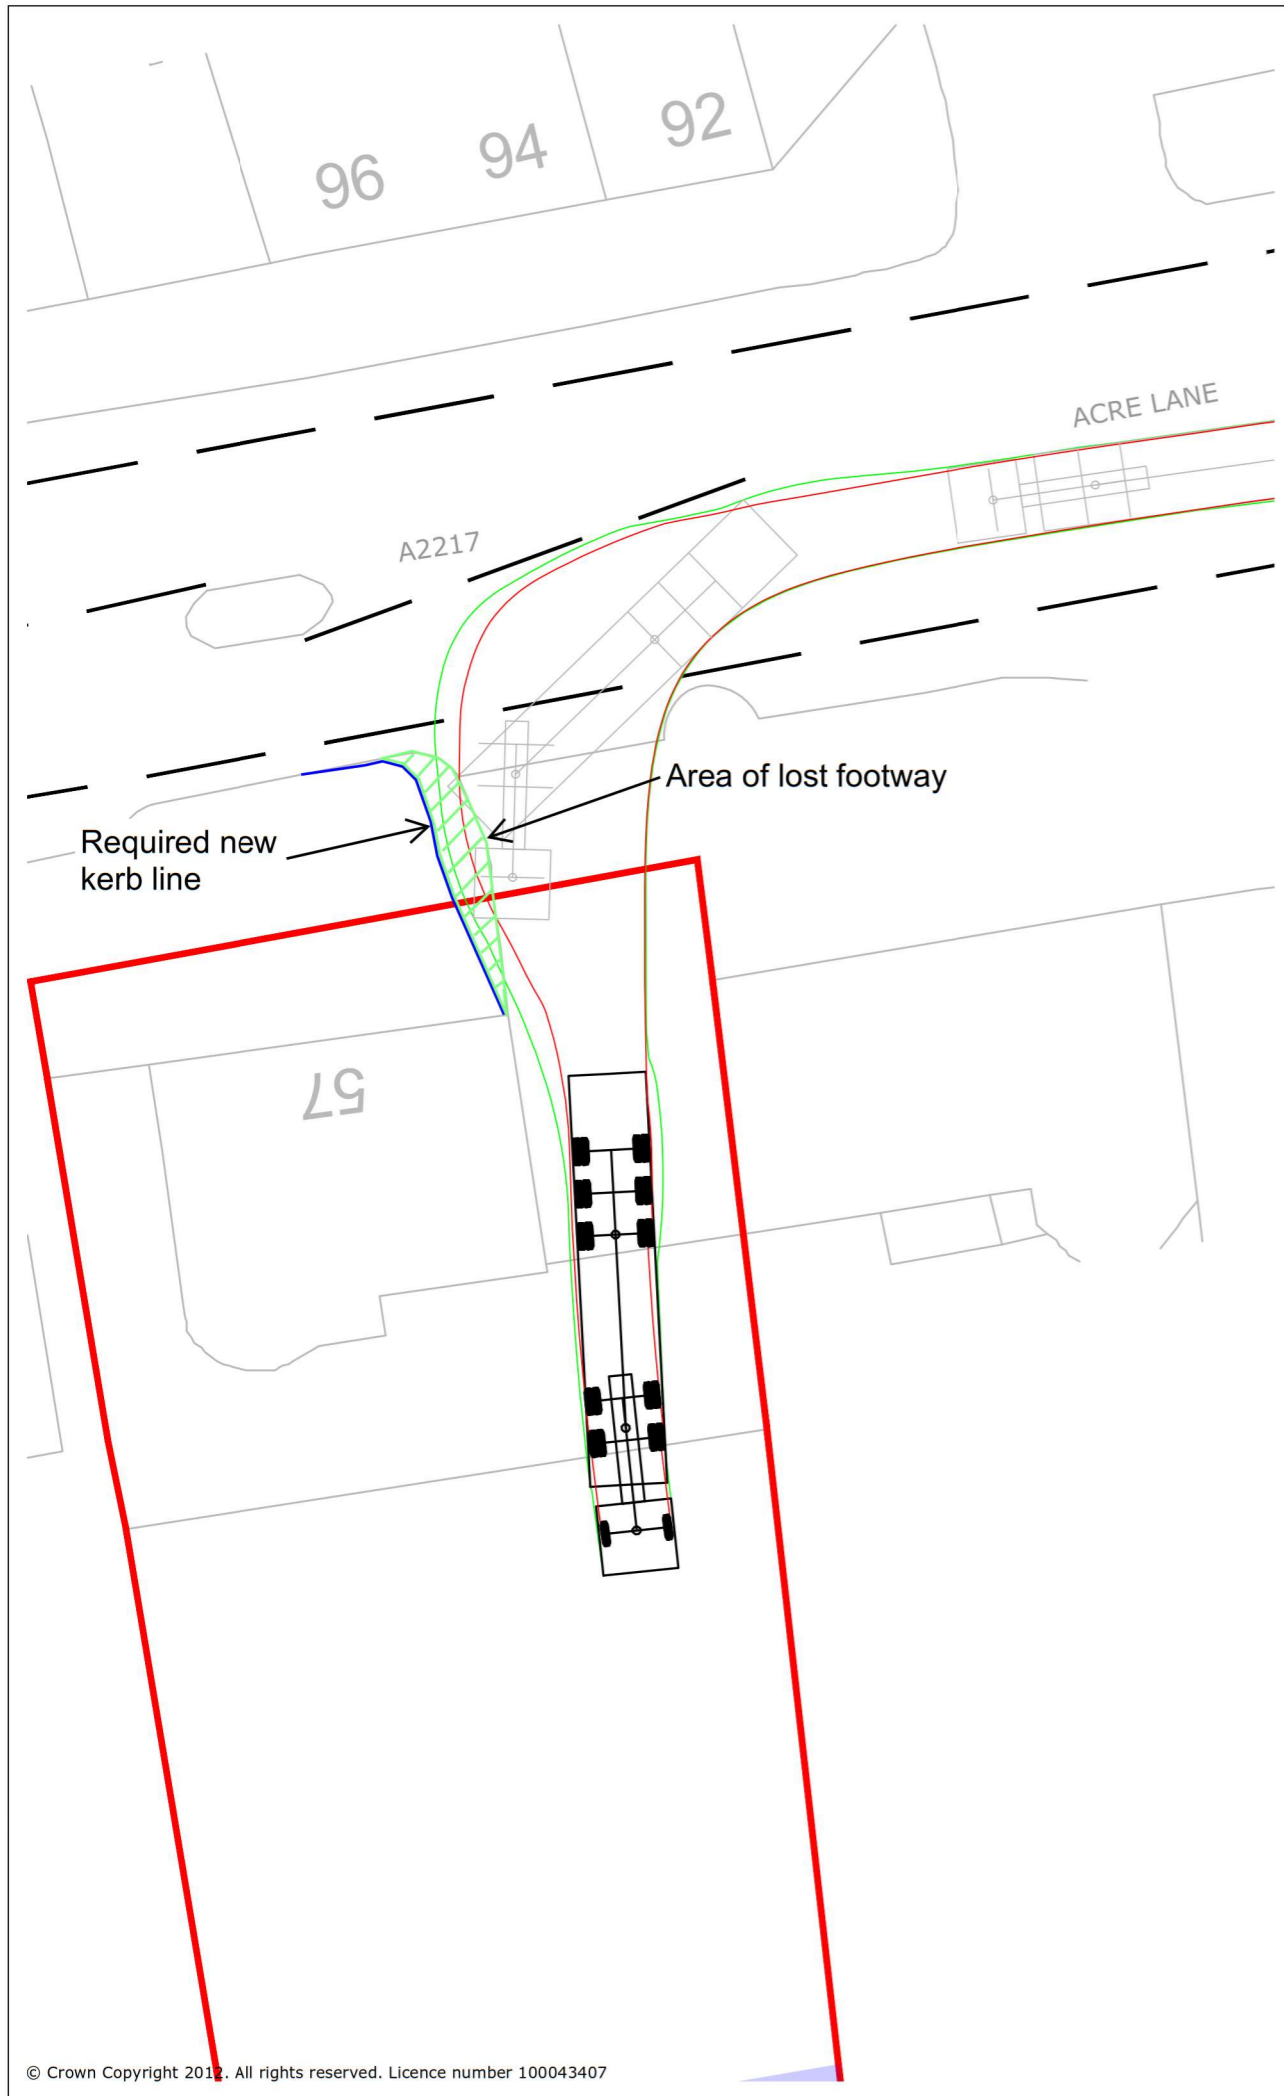 96
94
92
ACRE LANE
A2217
Area of lost footway
Required new
kerb line
57
© Crown Copyright 2012. All rights reserved. Licence number 100043407